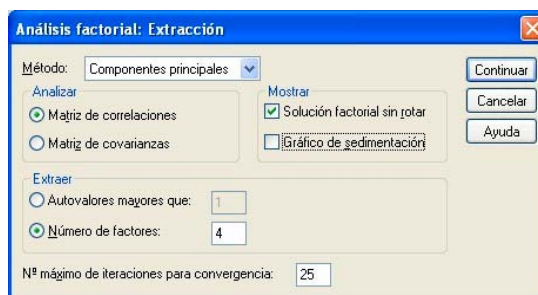 Análisis factorial: Extracción
Método: Componentes principales
Continuar
Analizar
Mostrar
Cancelar
Matriz de correlaciones
Solución factorial sin rotar
Ayuda
Matriz de covarianzas
Gráfico de sedimentación
Extraer
Autovalores mayores que: 1
Número de factores: 4
Nº máximo de iteraciones para convergencia: 25